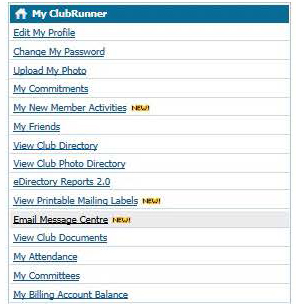 My ClubRunner
Edit My Profile
Change My Password
Upload My Photo
My Commitments
My New Member Activities NEW!
My Friends
View Club Directory
View Club Photo Directory
eDirectory Reports 2.0
View Printable Mailing Labels NEW!
Email Message Centre NEW!
View Club Documents
My Attendance
My Committees
My Billing Account Balance